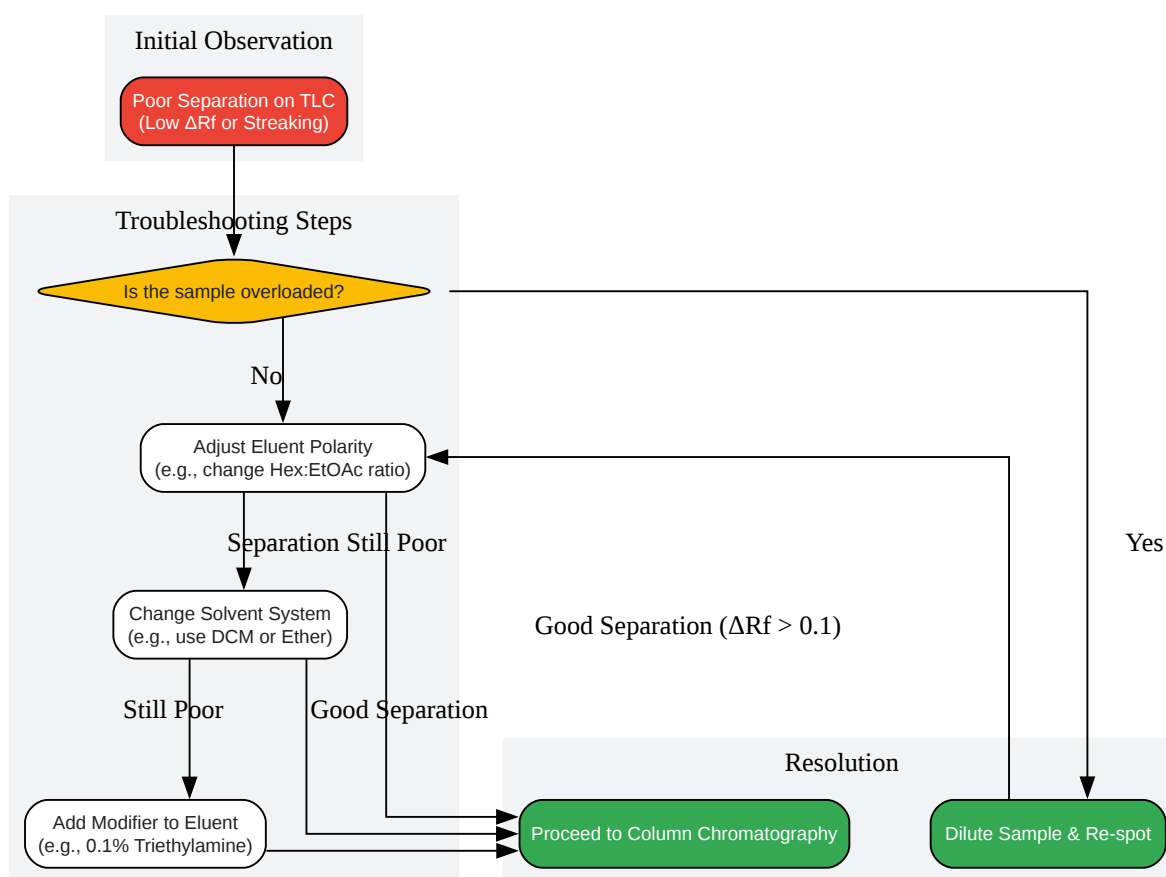 Initial Observation
Poor Separation on TLC
(Low ΔRf or Streaking)
Troubleshooting Steps
Is the sample overloaded?
No
Adjust Eluent Polarity
(e.g., change Hex:EtOAc ratio)
Separation Still Poor
Yes
Change Solvent System
(e.g., use DCM or Ether)
Good Separation (ΔRf > 0.1)
Still Poor
Good Separation
Resolution
Add Modifier to Eluent
(e.g., 0.1% Triethylamine)
Proceed to Column Chromatography
Dilute Sample & Re-spot